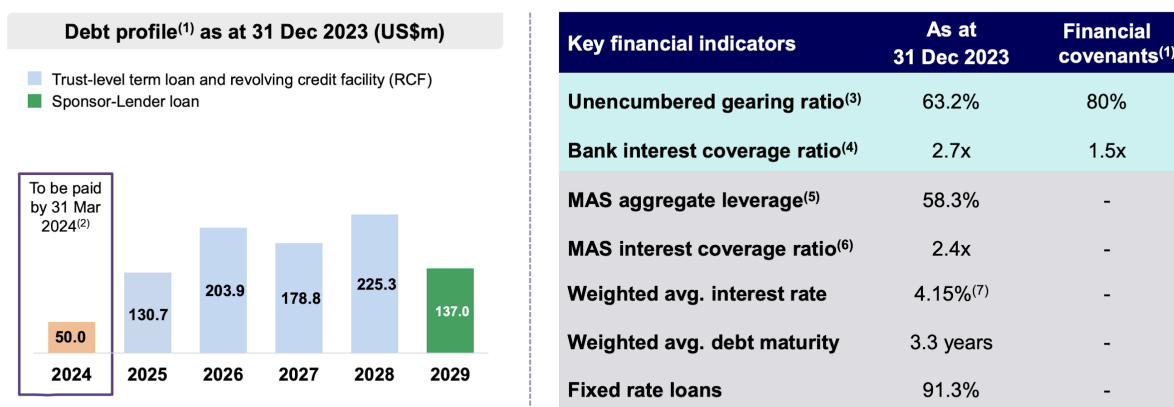 Debt profile(1) as at 31 Dec 2023 (US$m)
Trust-level term loan and revolving credit facility (RCF)
Sponsor-Lender loan
To be paid
by 31 Mar
2024(2)
50.0
130.7
203.9
178.8
225.3
137.0
2024 2025 2026 2027 2028 2029
Key financial indicators As at 31 Dec 2023 Financial covenants(1)
Unencumbered gearing ratio(3) 63.2% 80%
Bank interest coverage ratio(4) 2.7x 1.5x
MAS aggregate leverage(5) 58.3% -
MAS interest coverage ratio(6) 2.4x -
Weighted avg. interest rate 4.15%(7) -
Weighted avg. debt maturity 3.3 years -
Fixed rate loans 91.3% -